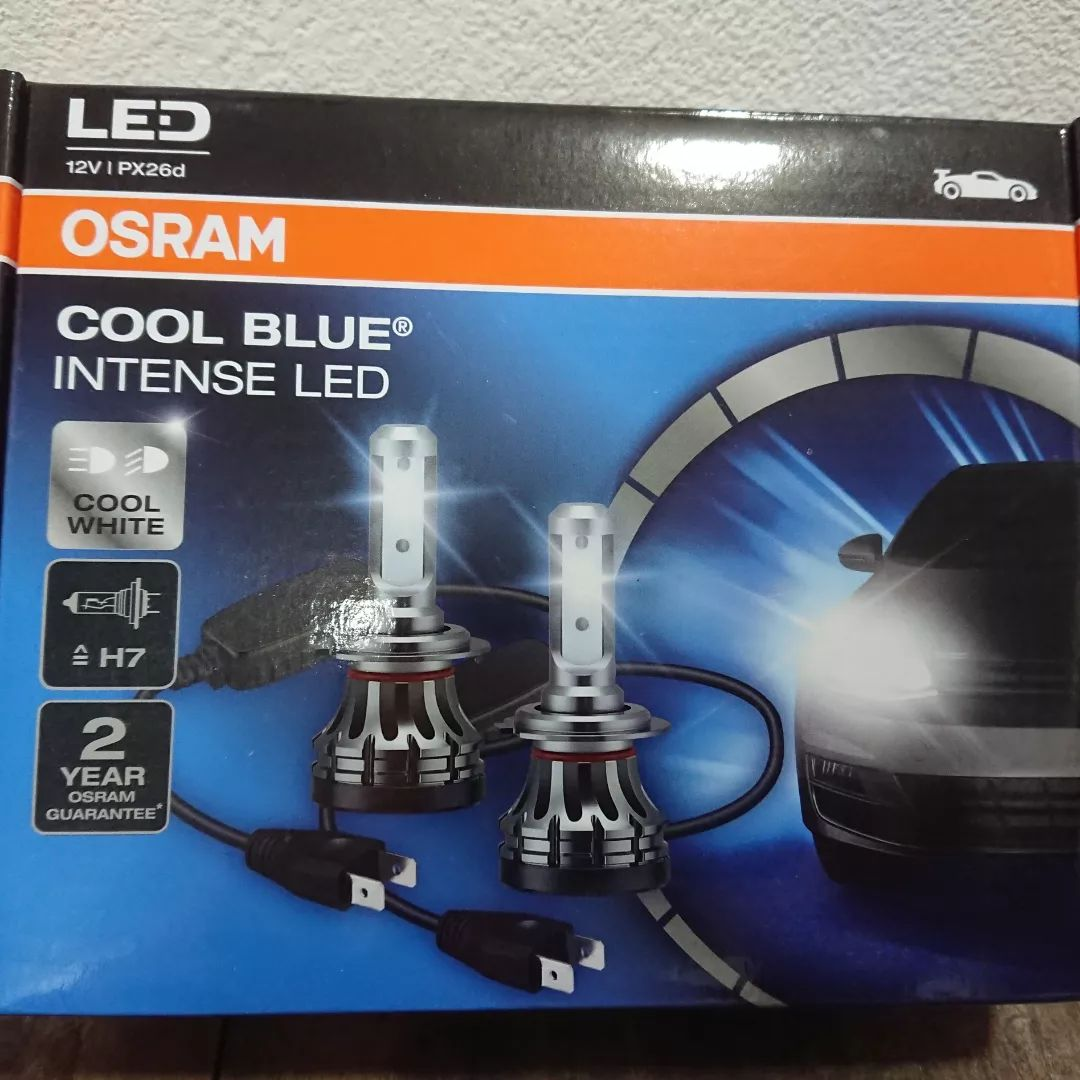 LED
12V | PX26d
OSRAM
COOL BLUE®
INTENSE LED
COOL
WHITE
≙ H7
2
YEAR
OSRAM
GUARANTEE*